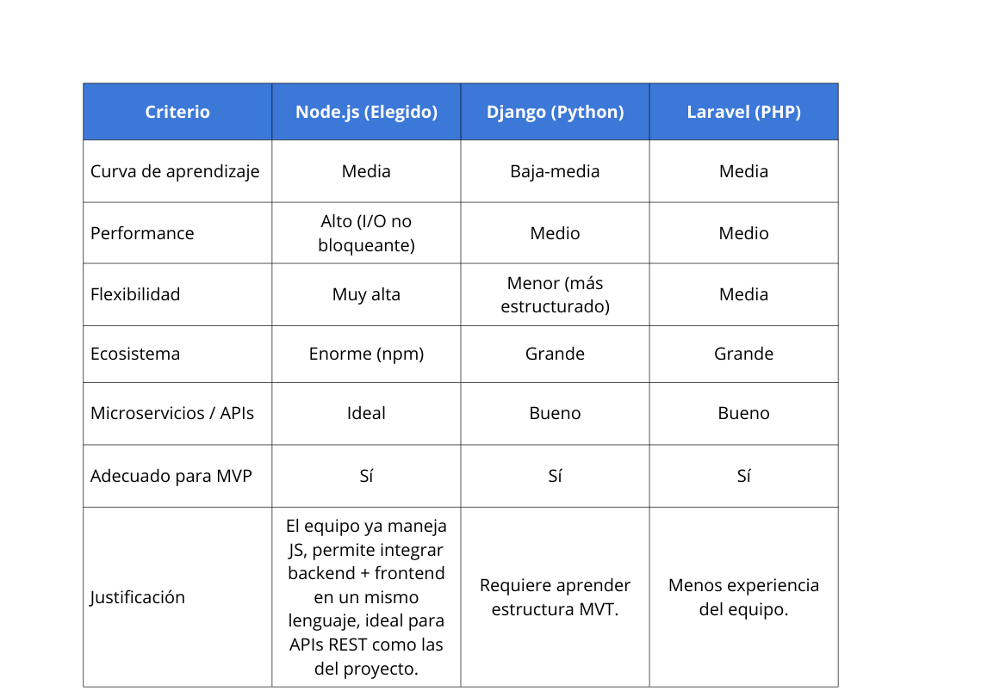 Criterio Node.js (Elegido) Django (Python) Laravel (PHP)
Curva de aprendizaje Media Baja-media Media
Performance Alto (I/O no
bloqueante) Medio Medio
Flexibilidad Muy alta Menor (más
estructurado) Media
Ecosistema Enorme (npm) Grande Grande
Microservicios / APIs Ideal Bueno Bueno
Adecuado para MVP Sí Sí Sí
Justificación
El equipo ya maneja
JS, permite integrar
backend + frontend
en un mismo
lenguaje, ideal para
APIs REST como las
del proyecto.
Requiere aprender
estructura MVT.
Menos experiencia
del equipo.